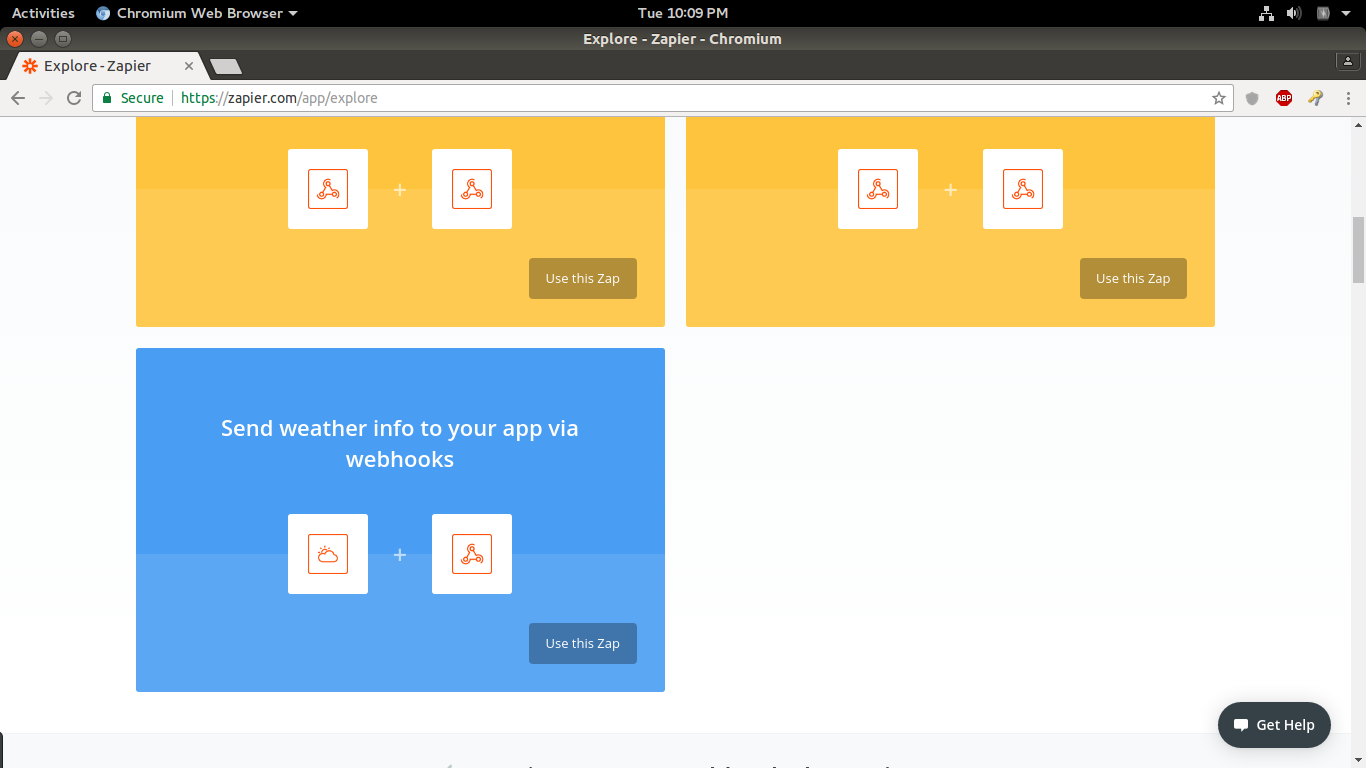 Activities
Chromium Web Browser
Tue 10:09 PM
Explore - Zapier - Chromium
Explore - Zapier
Secure
https://zapier.com/app/explore
ABP
+
+
Use this Zap
Use this Zap
Send weather info to your app via
webhooks
+
Use this Zap
Get Help